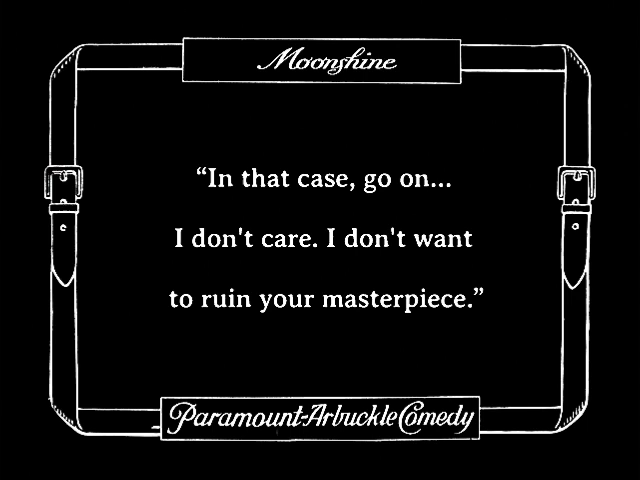 Moonshine
“In that case, go on...
I don't care. I don't want
to ruin your masterpiece.”
Paramount-Arbuckle Comedy